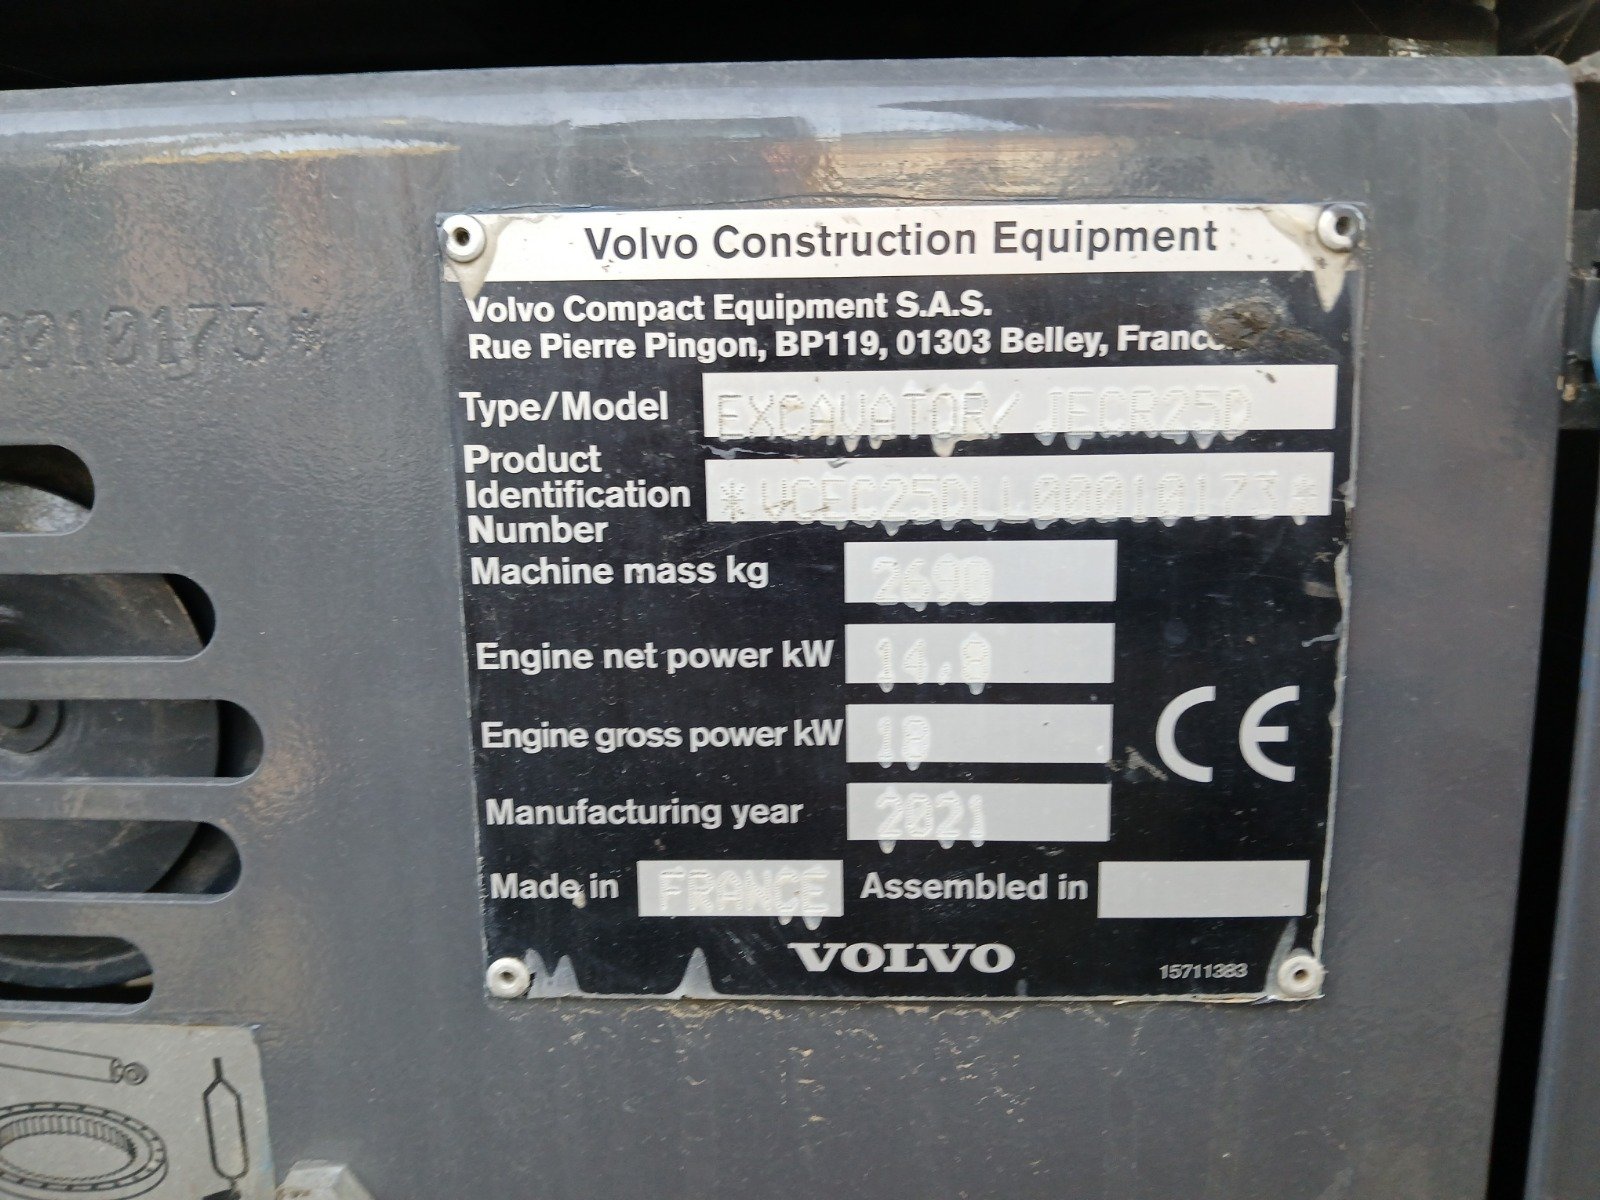 Volvo Construction Equipment
Volvo Compact Equipment S.A.S.
Rue Pierre Pingon, BP119, 01303 Belley, France
Type/Model EXCAVATOR/ JECR25D
Product Identification Number *VCEC25DLL00010173*
Machine mass kg 2690
Engine net power kW 14.8
Engine gross power kW 18
Manufacturing year 2021
Made in FRANCE Assembled in
CE
VOLVO
15711383
0010173*